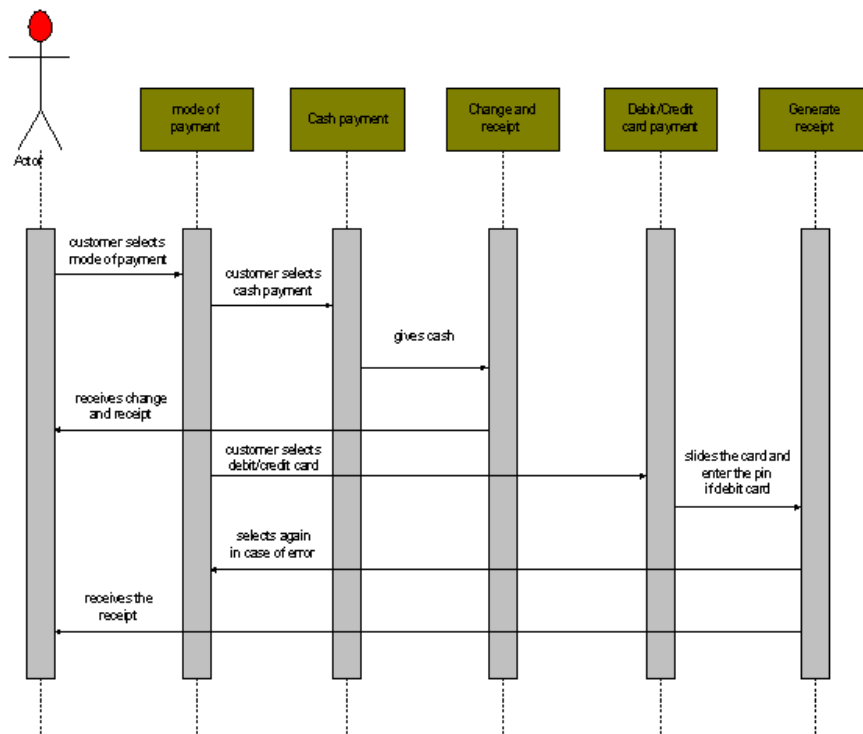 mode of
payment
Cash payment
Change and
receipt
Debit/Credit
card payment
Generate
receipt
Actor
customer selects
mode of payment
customer selects
cash payment
gives cash
receives change
and receipt
customer selects
debit/credit card
slides the card and
enter the pin
if debit card
selects again
in case of error
receives the
receipt